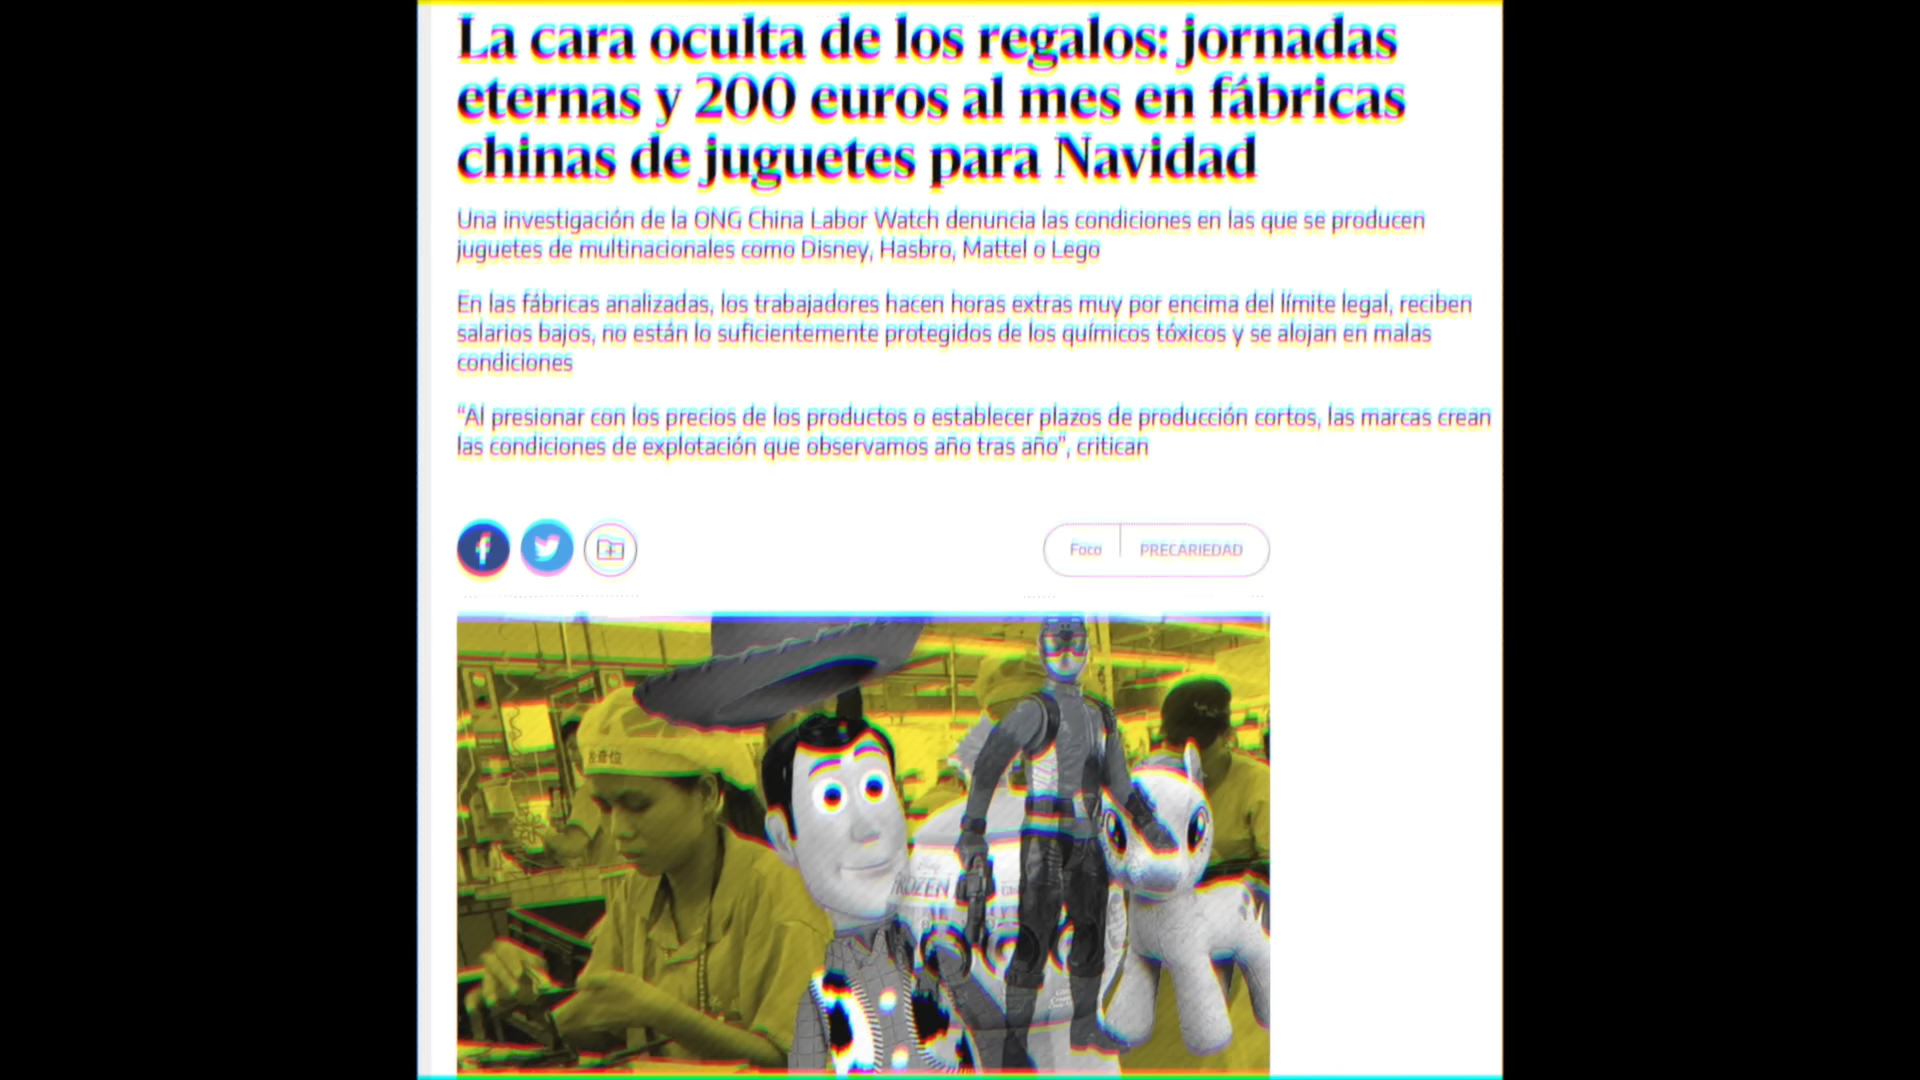 La cara oculta de los regalos: jornadas
eternas y 200 euros al mes en fábricas
chinas de juguetes para Navidad
Una investigación de la ONG China Labor Watch denuncia las condiciones en las que se producen
juguetes de multinacionales como Disney, Hasbro, Mattel o Lego
En las fábricas analizadas, los trabajadores hacen horas extras muy por encima del límite legal, reciben
salarios bajos, no están lo suficientemente protegidos de los químicos tóxicos y se alojan en malas
condiciones
“Al presionar con los precios de los productos o establecer plazos de producción cortos, las marcas crean
las condiciones de explotación que observamos año tras año”, critican
Foco PRECARIEDAD
FROZEN